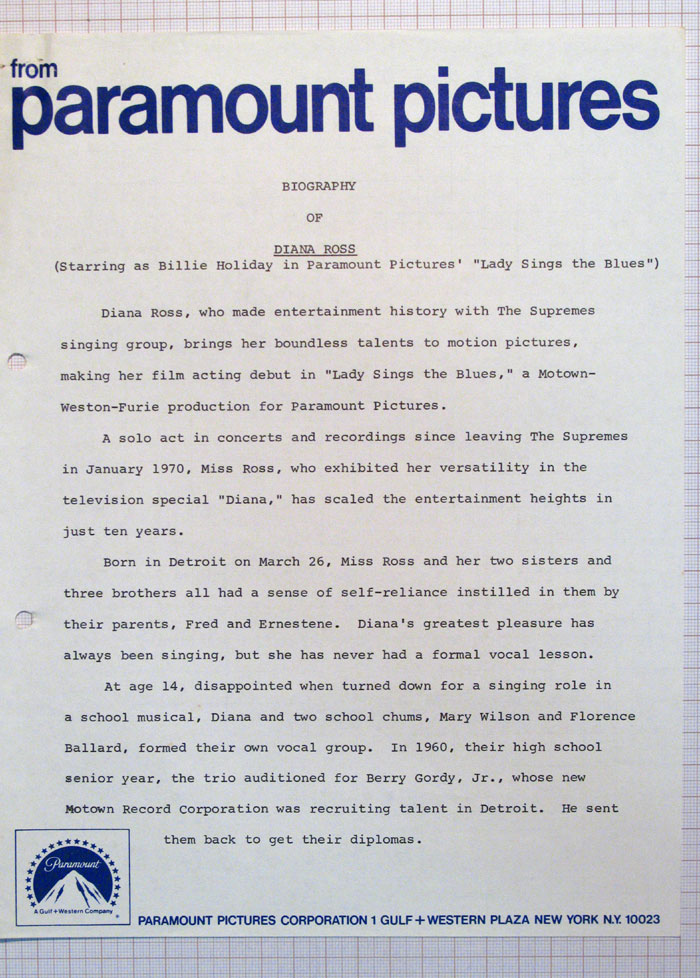 from
paramount pictures
BIOGRAPHY
OF
DIANA ROSS
(Starring as Billie Holiday in Paramount Pictures' "Lady Sings the Blues")
Diana Ross, who made entertainment history with The Supremes
singing group, brings her boundless talents to motion pictures,
making her film acting debut in "Lady Sings the Blues," a Motown-
Weston-Furie production for Paramount Pictures.
A solo act in concerts and recordings since leaving The Supremes
in January 1970, Miss Ross, who exhibited her versatility in the
television special "Diana," has scaled the entertainment heights in
just ten years.
Born in Detroit on March 26, Miss Ross and her two sisters and
three brothers all had a sense of self-reliance instilled in them by
their parents, Fred and Ernestene. Diana's greatest pleasure has
always been singing, but she has never had a formal vocal lesson.
At age 14, disappointed when turned down for a singing role in
a school musical, Diana and two school chums, Mary Wilson and Florence
Ballard, formed their own vocal group. In 1960, their high school
senior year, the trio auditioned for Berry Gordy, Jr., whose new
Motown Record Corporation was recruiting talent in Detroit. He sent
them back to get their diplomas.
Paramount
A Gulf+Western Company
®
PARAMOUNT PICTURES CORPORATION 1 GULF+WESTERN PLAZA NEW YORK N.Y. 10023